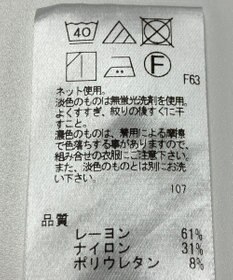 40
F
F63
ネット使用。
淡色のものは無蛍光洗剤を使用。
よくすすぎ、絞りの後すぐに干
すこと。
濃色のものは、着用による摩擦
で色落ちする事がありますので、
組み合せの衣服にご注意下さい。
また、淡色のものとは別にお洗
い下さい。
107
品質
レーヨン 61%
ナイロン 31%
ポリウレタン 8%